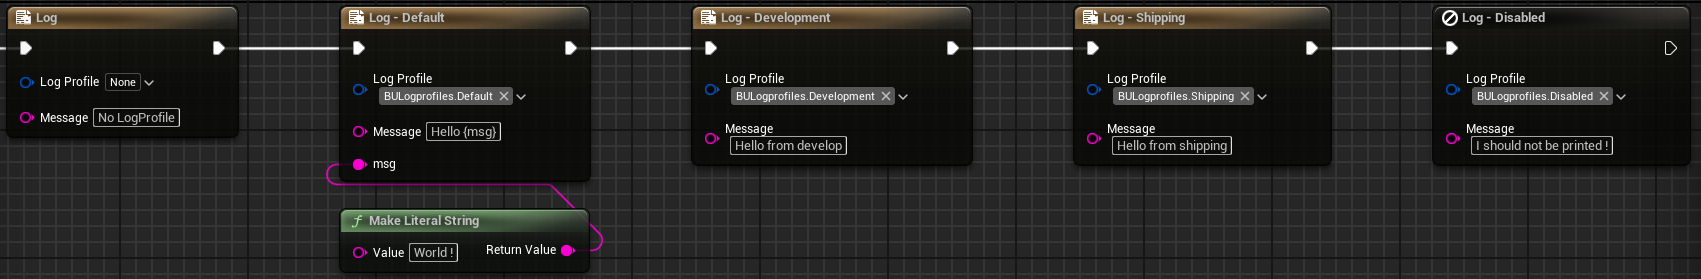 Log
Log Profile None
Message No LogProfile
Log - Default
Log Profile
BULogprofiles.Default
Message Hello {msg}
msg
Make Literal String
Value World !
Return Value
Log - Development
Log Profile
BULogprofiles.Development
Message
Hello from develop
Log - Shipping
Log Profile
BULogprofiles.Shipping
Message
Hello from shipping
Log - Disabled
Log Profile
BULogprofiles.Disabled
Message
I should not be printed !